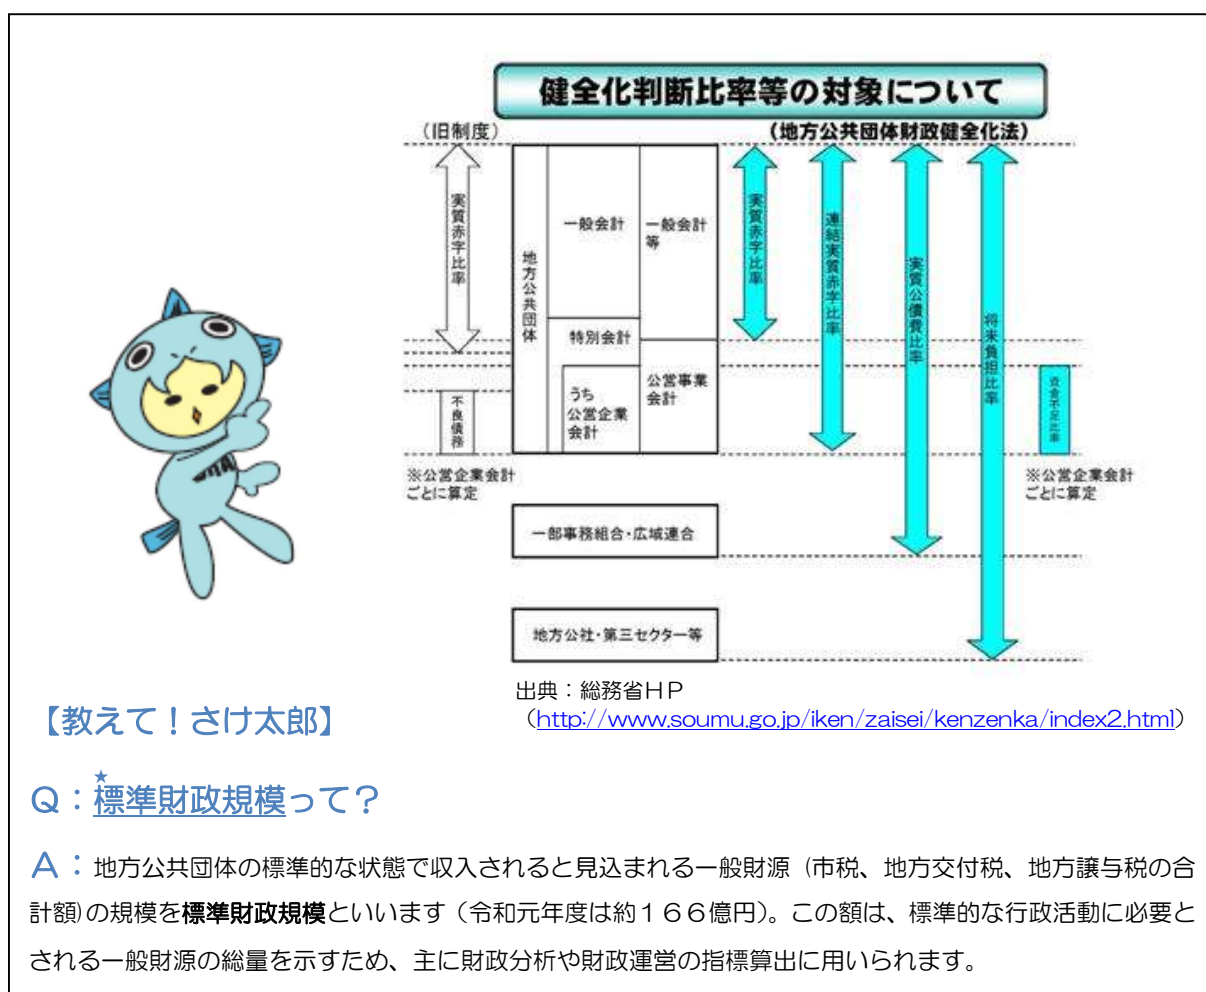 健全化判断比率等の対象について
（旧制度）
（地方公共団体財政健全化法）
実質赤字比率
地方公共団体
一般会計
一般会計
等
実質赤字比率
連結実質赤字比率
実質公債費比率
将来負担比率
特別会計
うち
公営企業
会計
公営事業
会計
不良債務
資金不足比率
※公営企業会計
ごとに算定
※公営企業会計
ごとに算定
一部事務組合・広域連合
地方公社・第三セクター等
出典：総務省ＨＰ
（http://www.soumu.go.jp/iken/zaisei/kenzenka/index2.html）
【教えて！さけ太郎】
★
Ｑ：標準財政規模って？
Ａ：地方公共団体の標準的な状態で収入されると見込まれる一般財源（市税、地方交付税、地方譲与税の合
計額）の規模を標準財政規模といいます（令和元年度は約１６６億円）。この額は、標準的な行政活動に必要と
される一般財源の総量を示すため、主に財政分析や財政運営の指標算出に用いられます。